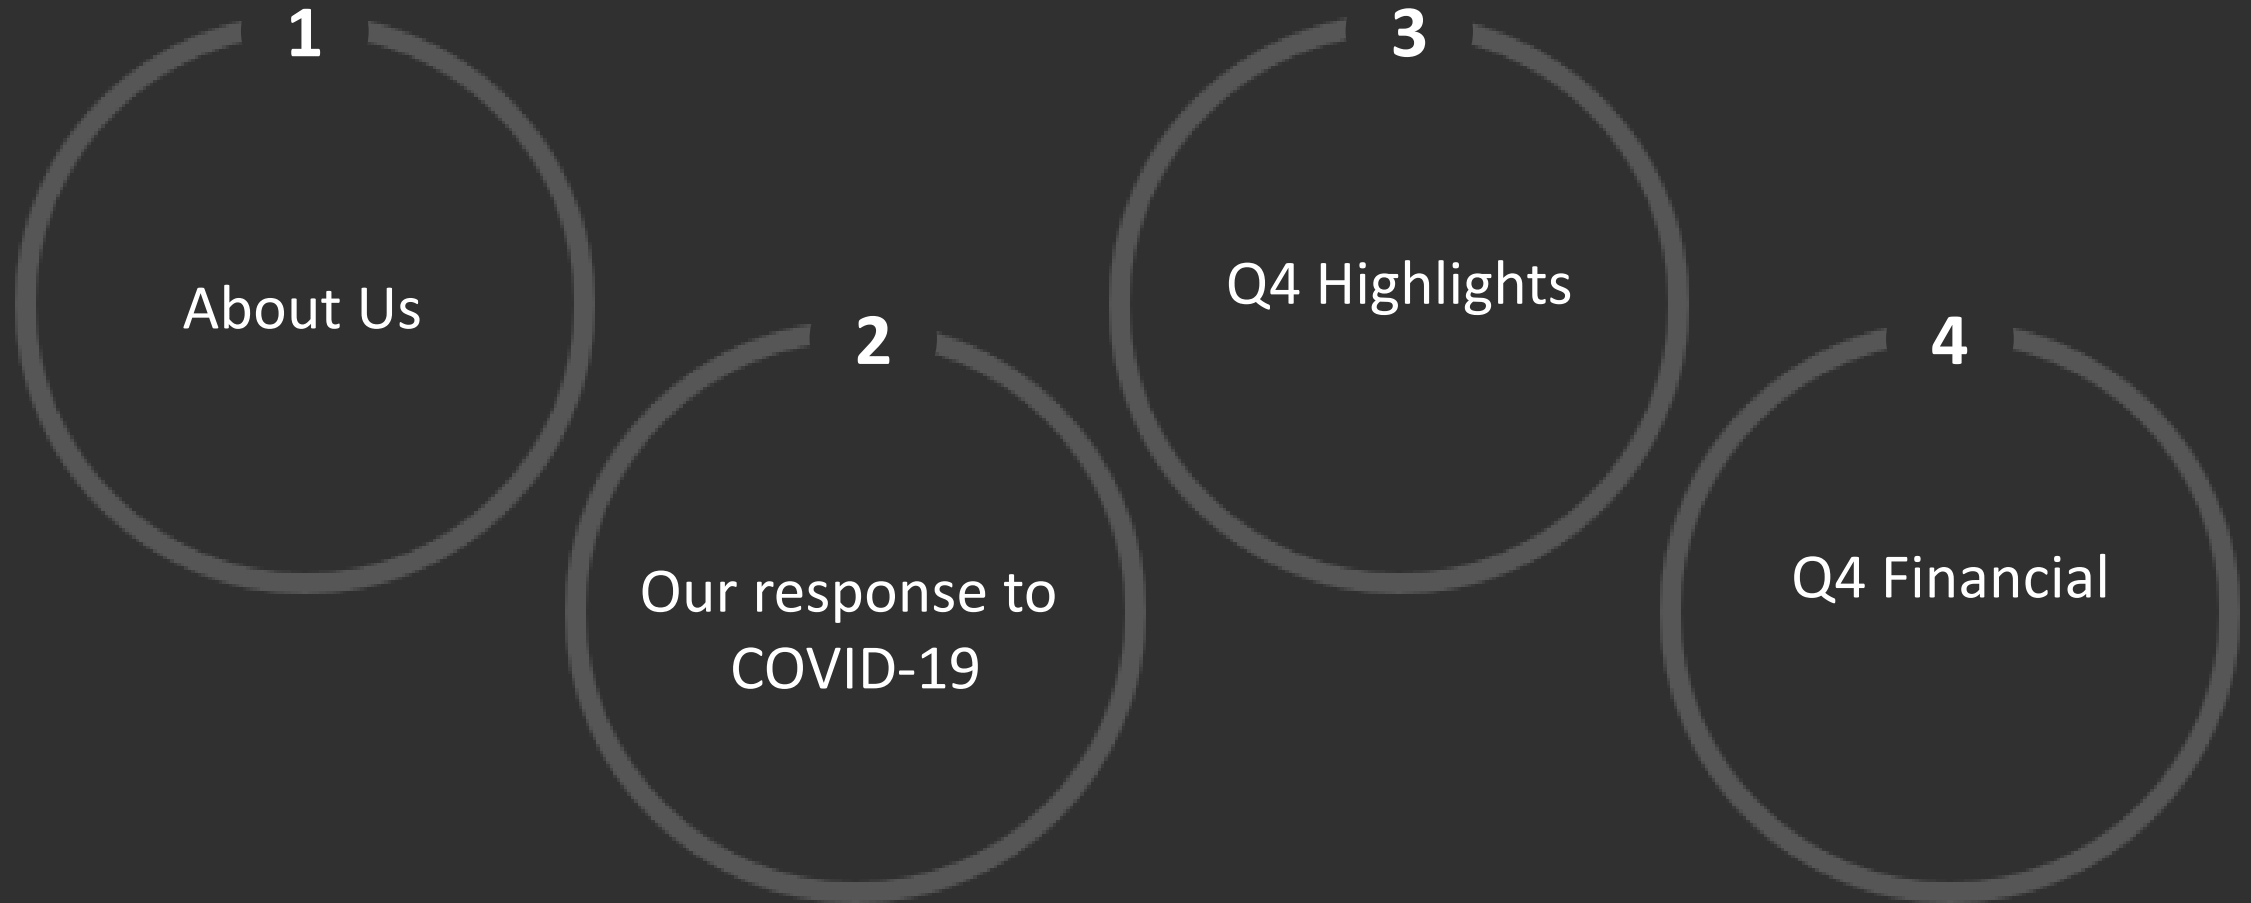 1
About Us
2
Our response to
COVID-19
3
Q4 Highlights
4
Q4 Financial